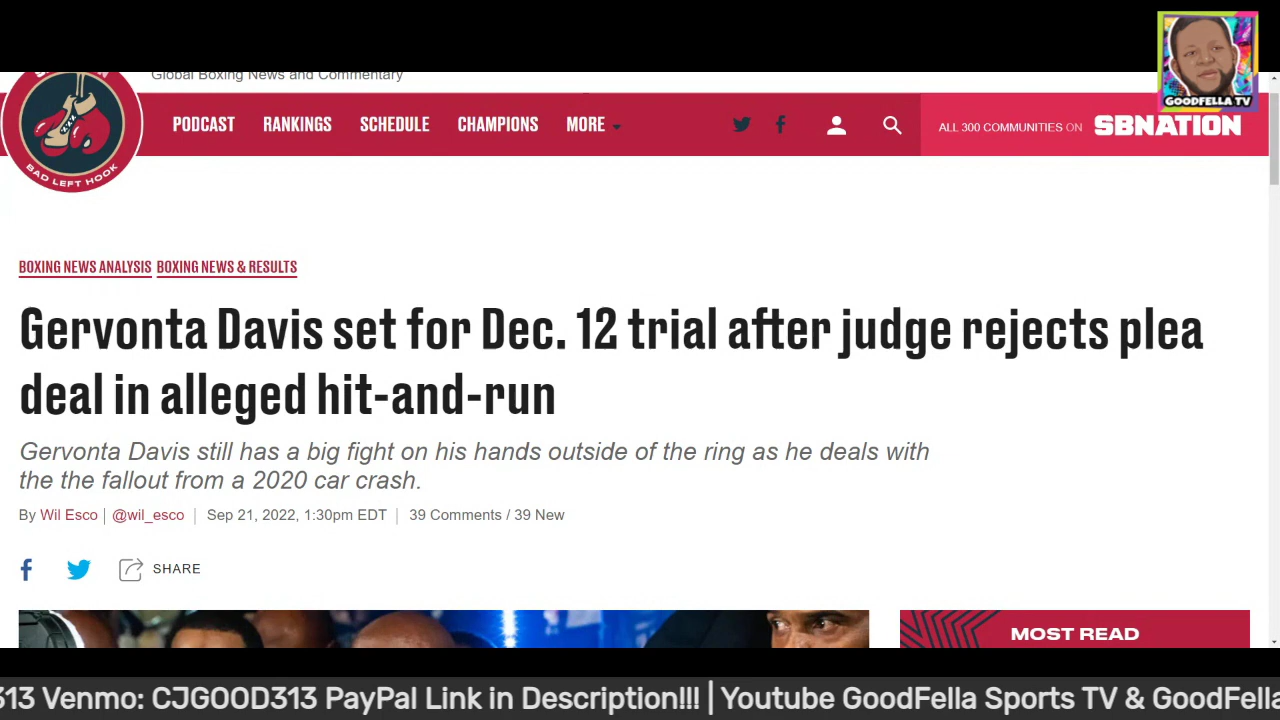 GOODFELLA TV
Global Boxing News and Commentary
PODCAST RANKINGS SCHEDULE CHAMPIONS MORE
ALL 300 COMMUNITIES ON SBNATION
BAD LEFT HOOK
BOXING NEWS ANALYSIS BOXING NEWS & RESULTS
Gervonta Davis set for Dec. 12 trial after judge rejects plea
deal in alleged hit-and-run
Gervonta Davis still has a big fight on his hands outside of the ring as he deals with
the the fallout from a 2020 car crash.
By Wil Esco | @wil_esco | Sep 21, 2022, 1:30pm EDT | 39 Comments / 39 New
SHARE
MOST READ
313 Venmo: CJGOOD313 PayPal Link in Description!!! | Youtube GoodFella Sports TV & GoodFella